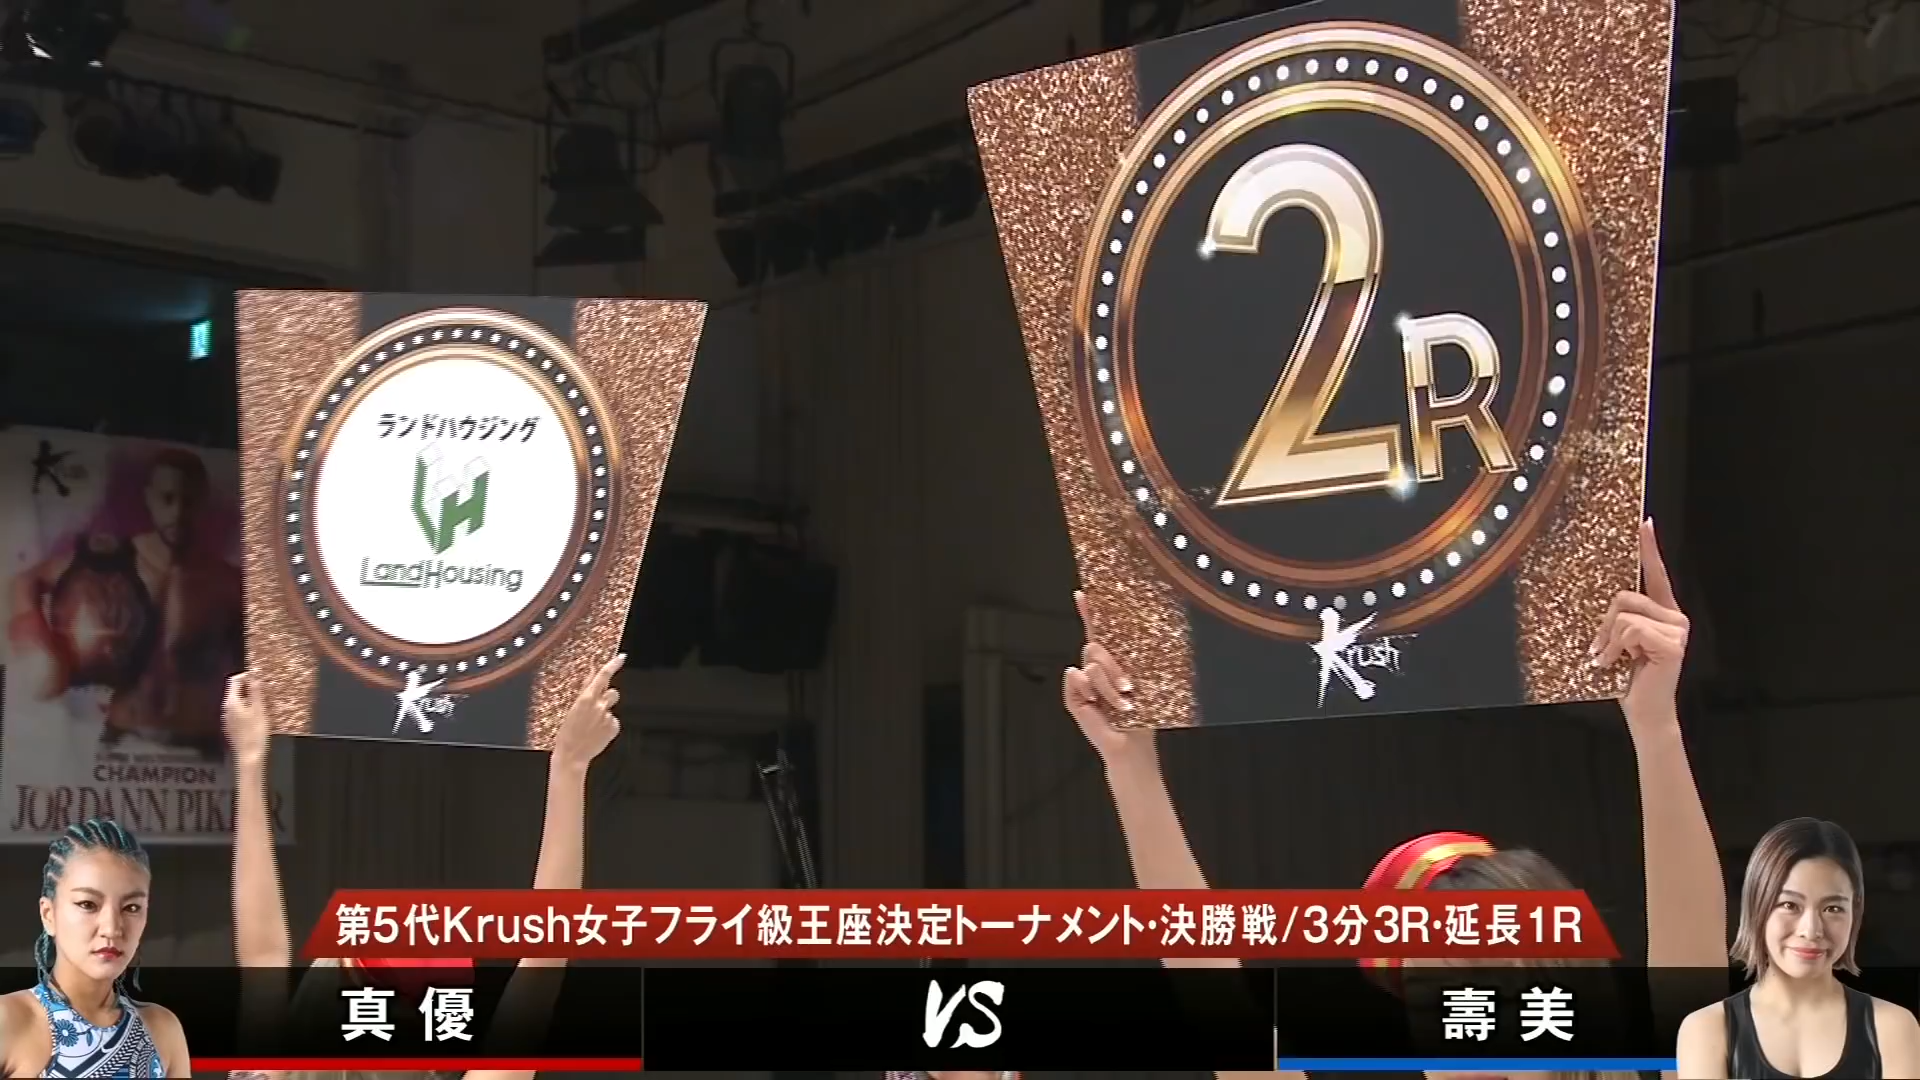 2R
Krush
ランドハウジング
LH
LandHousing
Krush
CHAMPION
第5代Krush女子フライ級王座決定トーナメント・決勝戦/3分3R・延長1R
真優
VS
壽美